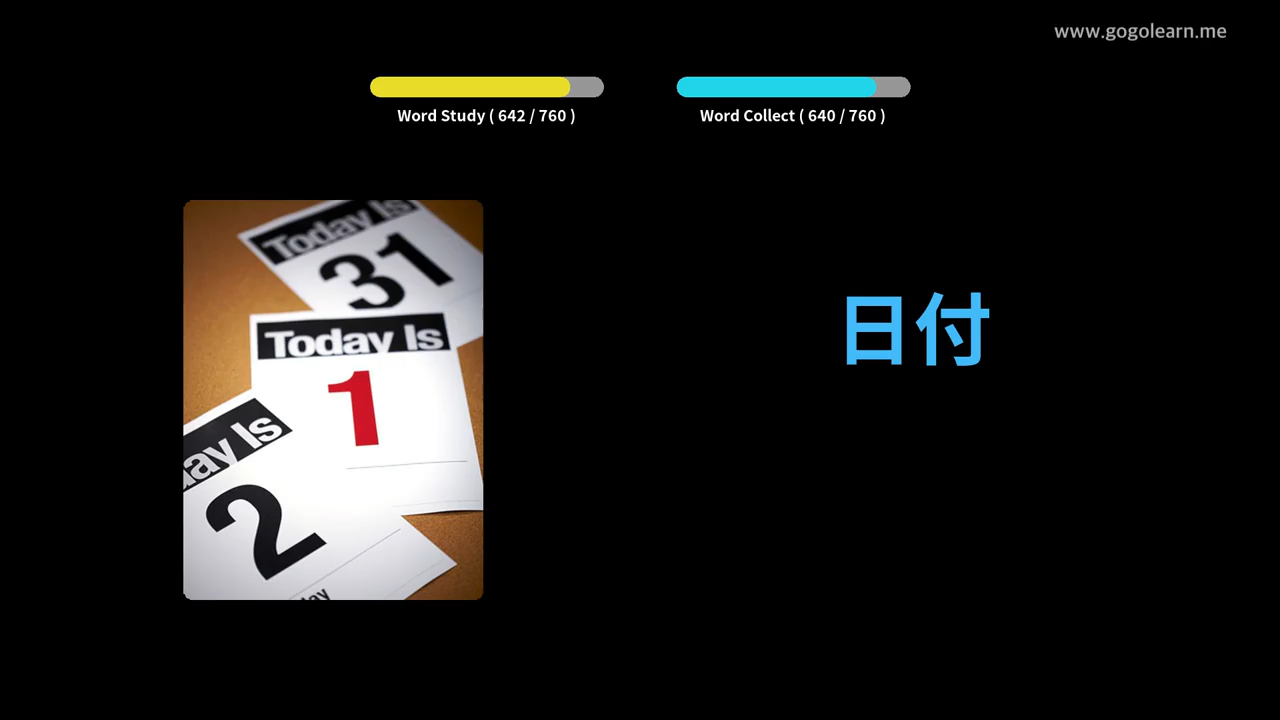 www.gogolearn.me
Word Study ( 642 / 760 )
Word Collect ( 640 / 760 )
Today Is
31
Today Is
1
day Is
2
日付